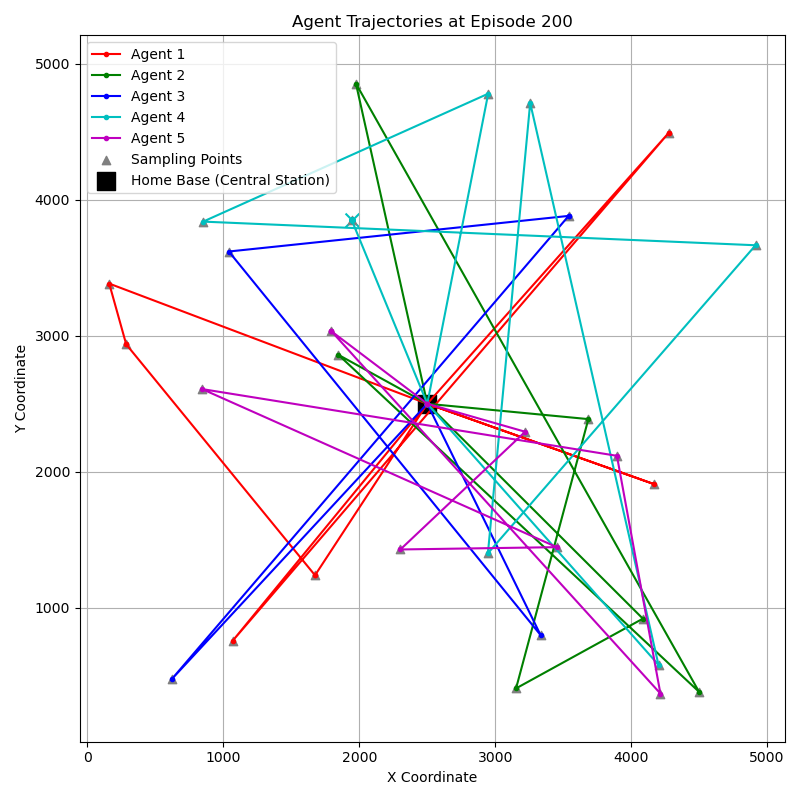 Agent Trajectories at Episode 200
Agent 1
Agent 2
Agent 3
Agent 4
Agent 5
Sampling Points
Home Base (Central Station)
5000
4000
3000
2000
1000
Y Coordinate
0 1000 2000 3000 4000 5000
X Coordinate